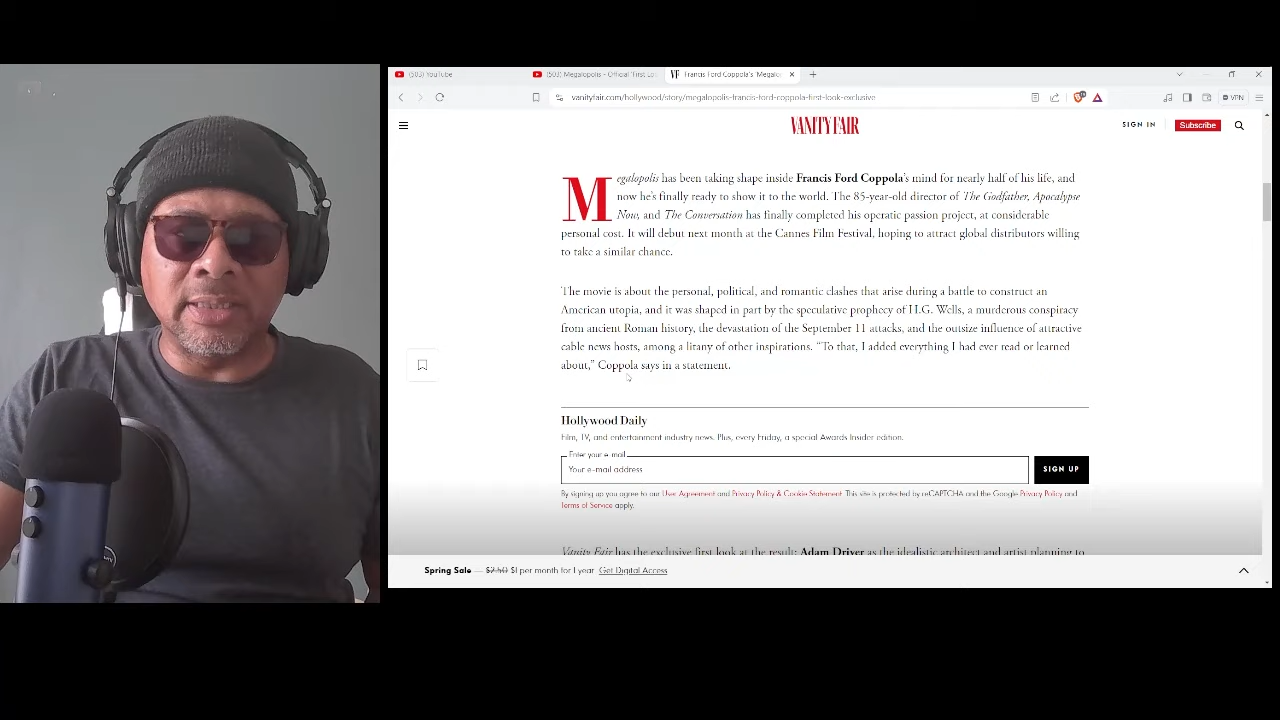 (503) YouTube
(503) Megalopolis - Official 'First Lo
Francis Ford Coppola's 'Megalo
vanityfair.com/hollywood/story/megalopolis-francis-ford-coppola-first-look-exclusive
VPN
VANITY FAIR
SIGN IN
Subscribe
Megalopolis has been taking shape inside Francis Ford Coppola's mind for nearly half of his life, and
now he's finally ready to show it to the world. The 85-year-old director of The Godfather, Apocalypse
Now, and The Conversation has finally completed his operatic passion project, at considerable
personal cost. It will debut next month at the Cannes Film Festival, hoping to attract global distributors willing
to take a similar chance.
The movie is about the personal, political, and romantic clashes that arise during a battle to construct an
American utopia, and it was shaped in part by the speculative prophecy of H.G. Wells, a murderous conspiracy
from ancient Roman history, the devastation of the September 11 attacks, and the outsize influence of attractive
cable news hosts, among a litany of other inspirations. “To that, I added everything I had ever read or learned
about,” Coppola says in a statement.
Hollywood Daily
Film, TV, and entertainment industry news. Plus, every Friday, a special Awards Insider edition.
Enter your e-mail
Your e-mail address
SIGN UP
By signing up you agree to our User Agreement and Privacy Policy & Cookie Statement. This site is protected by reCAPTCHA and the Google Privacy Policy and
Terms of Service apply.
Vanity Fair has the exclusive first look at the result: Adam Driver as the idealistic architect and artist planning to
Spring Sale — $2.50 $1 per month for 1 year Get Digital Access